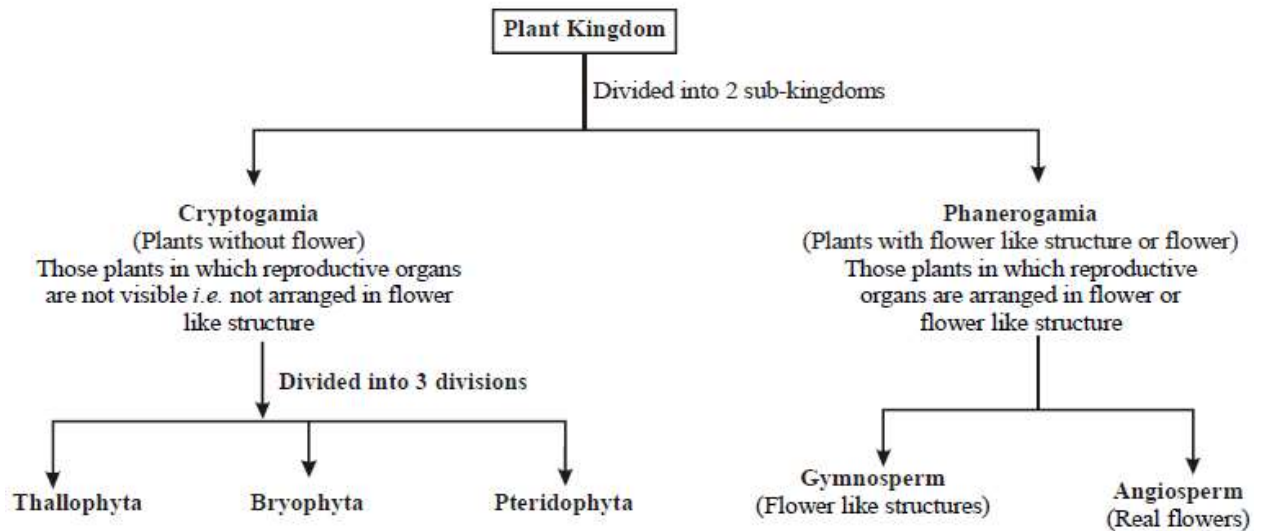 Plant Kingdom
Divided into 2 sub-kingdoms
Cryptogamia
(Plants without flower)
Those plants in which reproductive organs
are not visible i.e. not arranged in flower
like structure
Phanerogamia
(Plants with flower like structure or flower)
Those plants in which reproductive
organs are arranged in flower or
flower like structure
Divided into 3 divisions
Thallophyta
Bryophyta
Pteridophyta
Gymnosperm
(Flower like structures)
Angiosperm
(Real flowers)